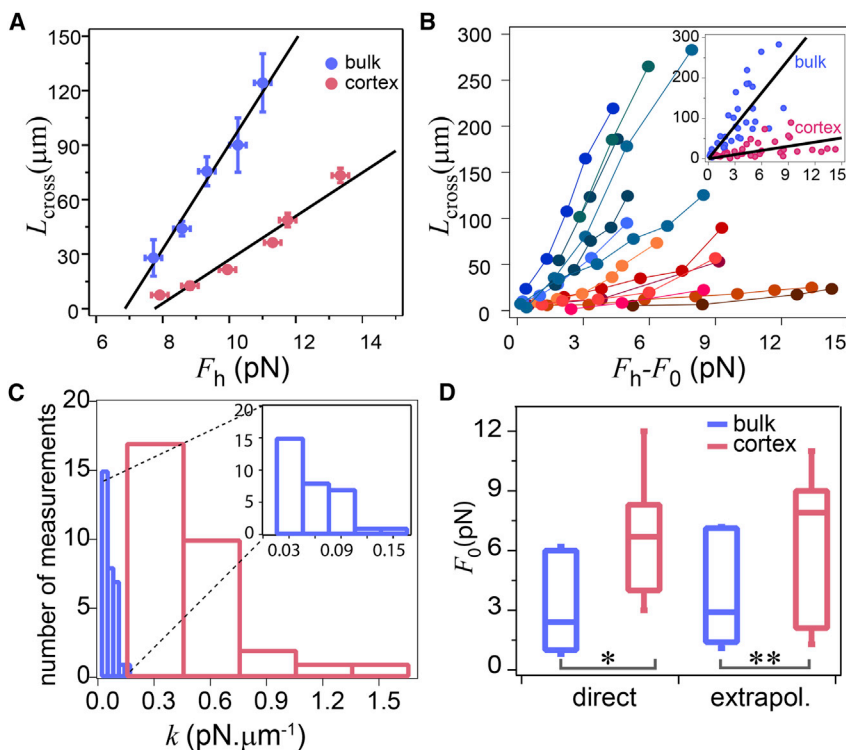 A
150
120
90
60
30
0
L_cross(μm)
bulk
cortex
6 8 10 12 14
F_h (pN)
B
300
250
200
150
100
50
0
L_cross(μm)
300
200
100
0
bulk
cortex
0 3 6 9 12 15
0 3 6 9 12 15
F_h-F_0 (pN)
C
20
15
10
5
0
number of measurements
20
15
10
5
0
0.03 0.09 0.15
0.0 0.3 0.6 0.9 1.2 1.5
k (pN.μm⁻¹)
D
bulk
cortex
12
9
6
3
0
F_0(pN)
* **
direct extrapol.